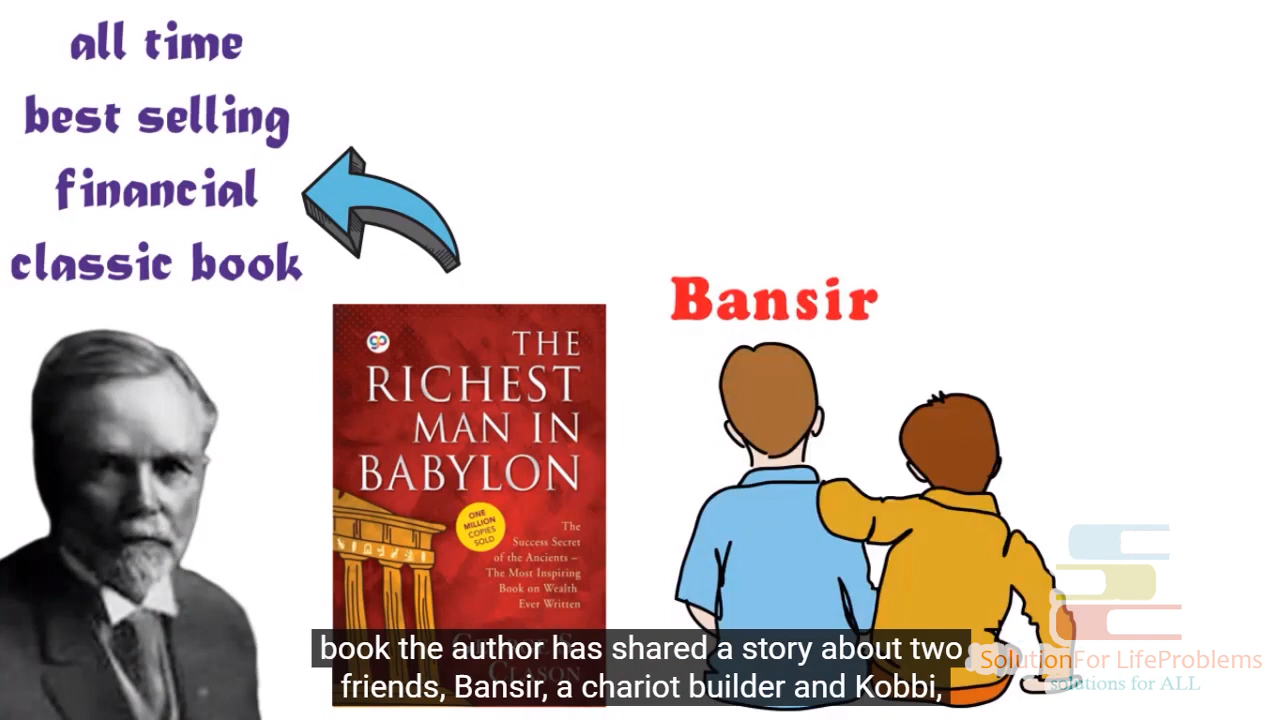 all time
best selling
financial
classic book
Bansir
THE
RICHEST
MAN IN
BABYLON
ONE
MILLION
COPIES
SOLD
The
Success Secret
of the Ancients –
The Most Inspiring
Book on Wealth
Ever Written
GEORGE S.
CLASON
book the author has shared a story about two
friends, Bansir, a chariot builder and Kobbi,
SolutionFor LifeProblems
solutions for ALL